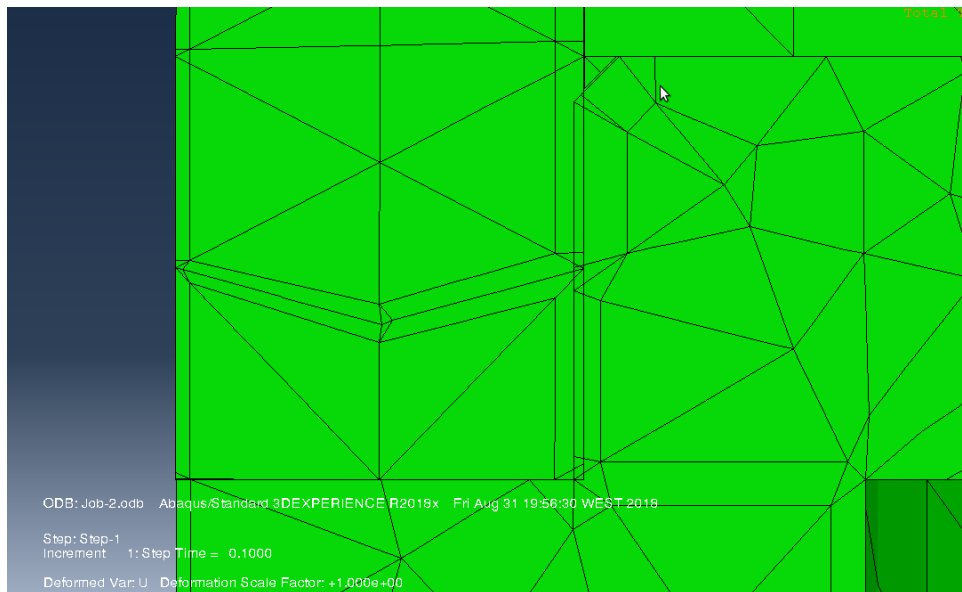 Total
ODB: Job-2.odb Abaqus/Standard 3DEXPERIENCE R2018x Fri Aug 31 19:56:30 WEST 2018
Step: Step-1
Increment 1: Step Time = 0.1000
Deformed Var: U Deformation Scale Factor: +1.000e+00